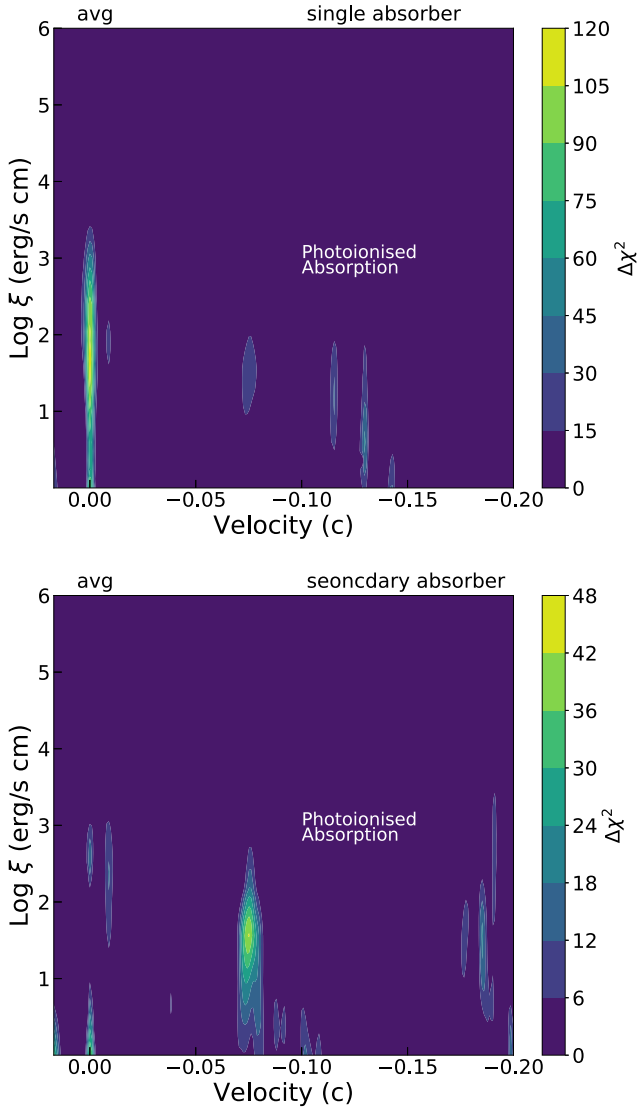 avg single absorber
6
5
4
3
2
1
Log ξ (erg/s cm)
Photoionised
Absorption
0.00 −0.05 −0.10 −0.15 −0.20
Velocity (c)
120
105
90
75
60
45
30
15
0
Δχ²
avg seoncdary absorber
6
5
4
3
2
1
Log ξ (erg/s cm)
Photoionised
Absorption
0.00 −0.05 −0.10 −0.15 −0.20
Velocity (c)
48
42
36
30
24
18
12
6
0
Δχ²